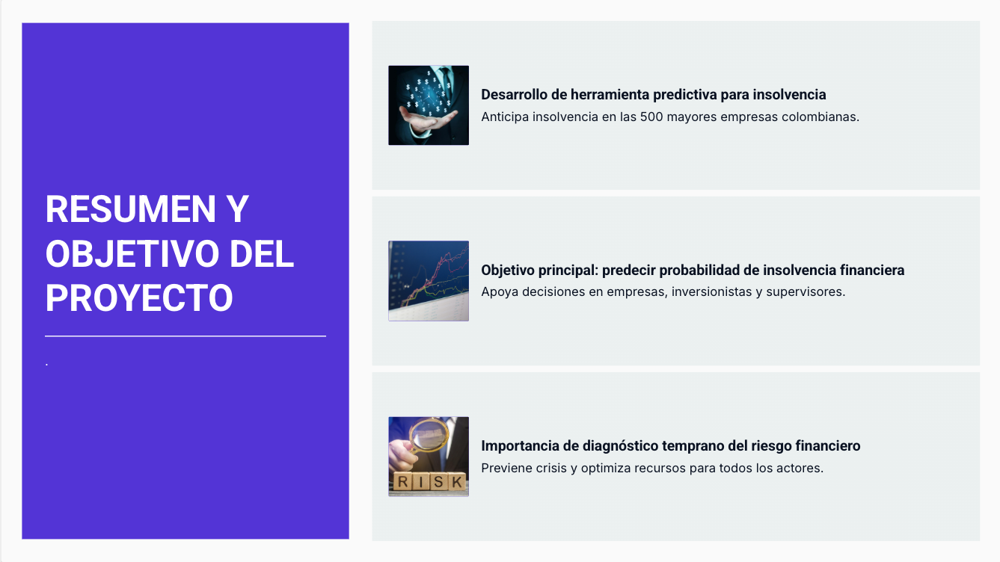 RESUMEN Y
OBJETIVO DEL
PROYECTO
.
Desarrollo de herramienta predictiva para insolvencia
Anticipa insolvencia en las 500 mayores empresas colombianas.
Objetivo principal: predecir probabilidad de insolvencia financiera
Apoya decisiones en empresas, inversionistas y supervisores.
RISK
Importancia de diagnóstico temprano del riesgo financiero
Previene crisis y optimiza recursos para todos los actores.